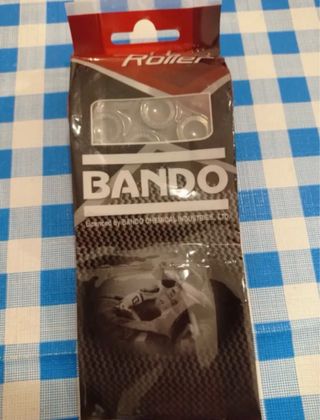 Roller
BANDO
Licensed by BANDO CHEMICAL INDUSTRIES, LTD.